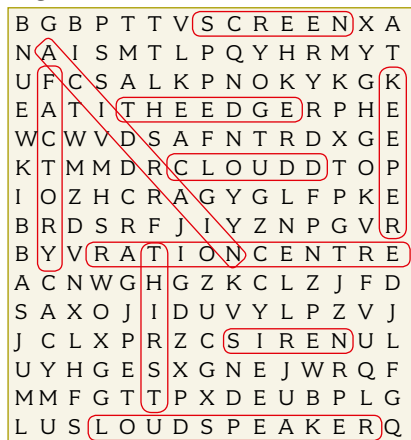 B G B P T T V S C R E E N X A
N A I S M T L P Q Y H R M Y T
U F C S A L K P N O K Y K G K
E A T I T H E E D G E R P H E
W C W V D S A F N T R D X G E
K T M M D R C L O U D D T O P
I O Z H C R A G Y G L F P K E
B R D S R F J I Y Z N P G V R
B Y V R A T I O N C E N T R E
A C N W G H G Z K C L Z J F D
S A X O J I D U V Y L P Z V J
J C L X P R Z C S I R E N U L
U Y H G E S X G N E J W R Q F
M M F G T T P X D E U B P L G
L U S L O U D S P E A K E R Q